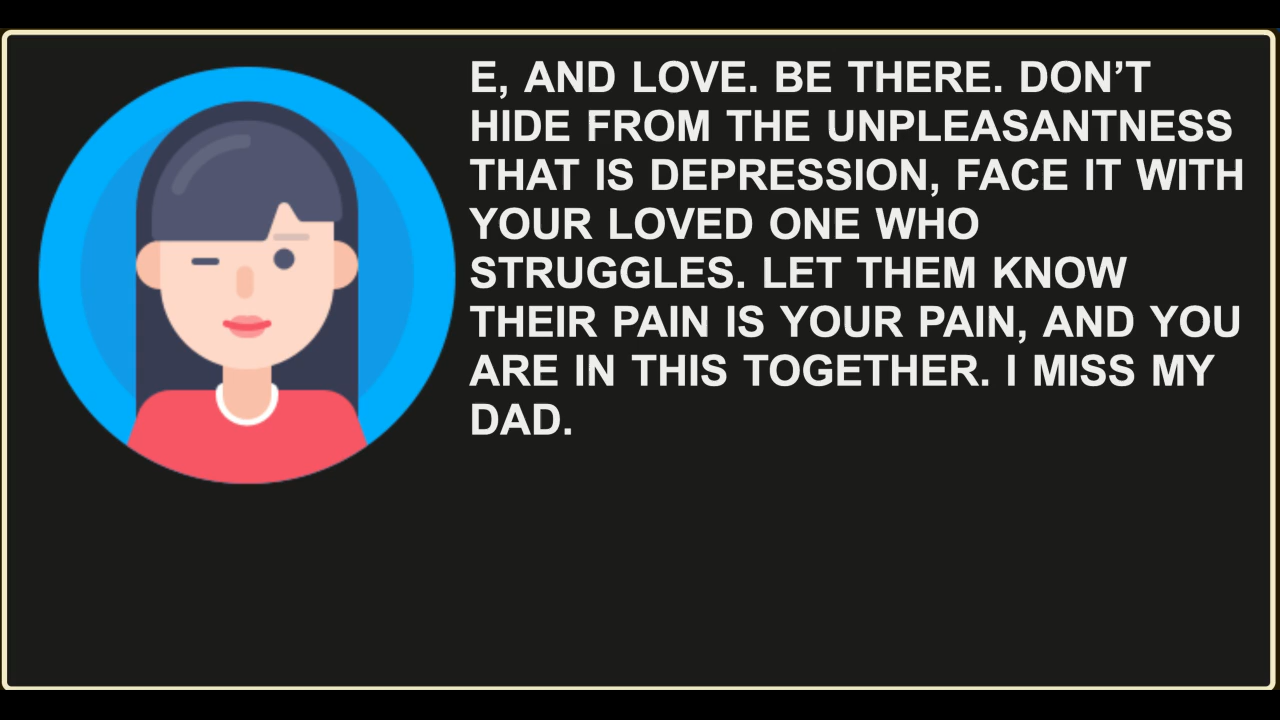 E, AND LOVE. BE THERE. DON’T
HIDE FROM THE UNPLEASANTNESS
THAT IS DEPRESSION, FACE IT WITH
YOUR LOVED ONE WHO
STRUGGLES. LET THEM KNOW
THEIR PAIN IS YOUR PAIN, AND YOU
ARE IN THIS TOGETHER. I MISS MY
DAD.